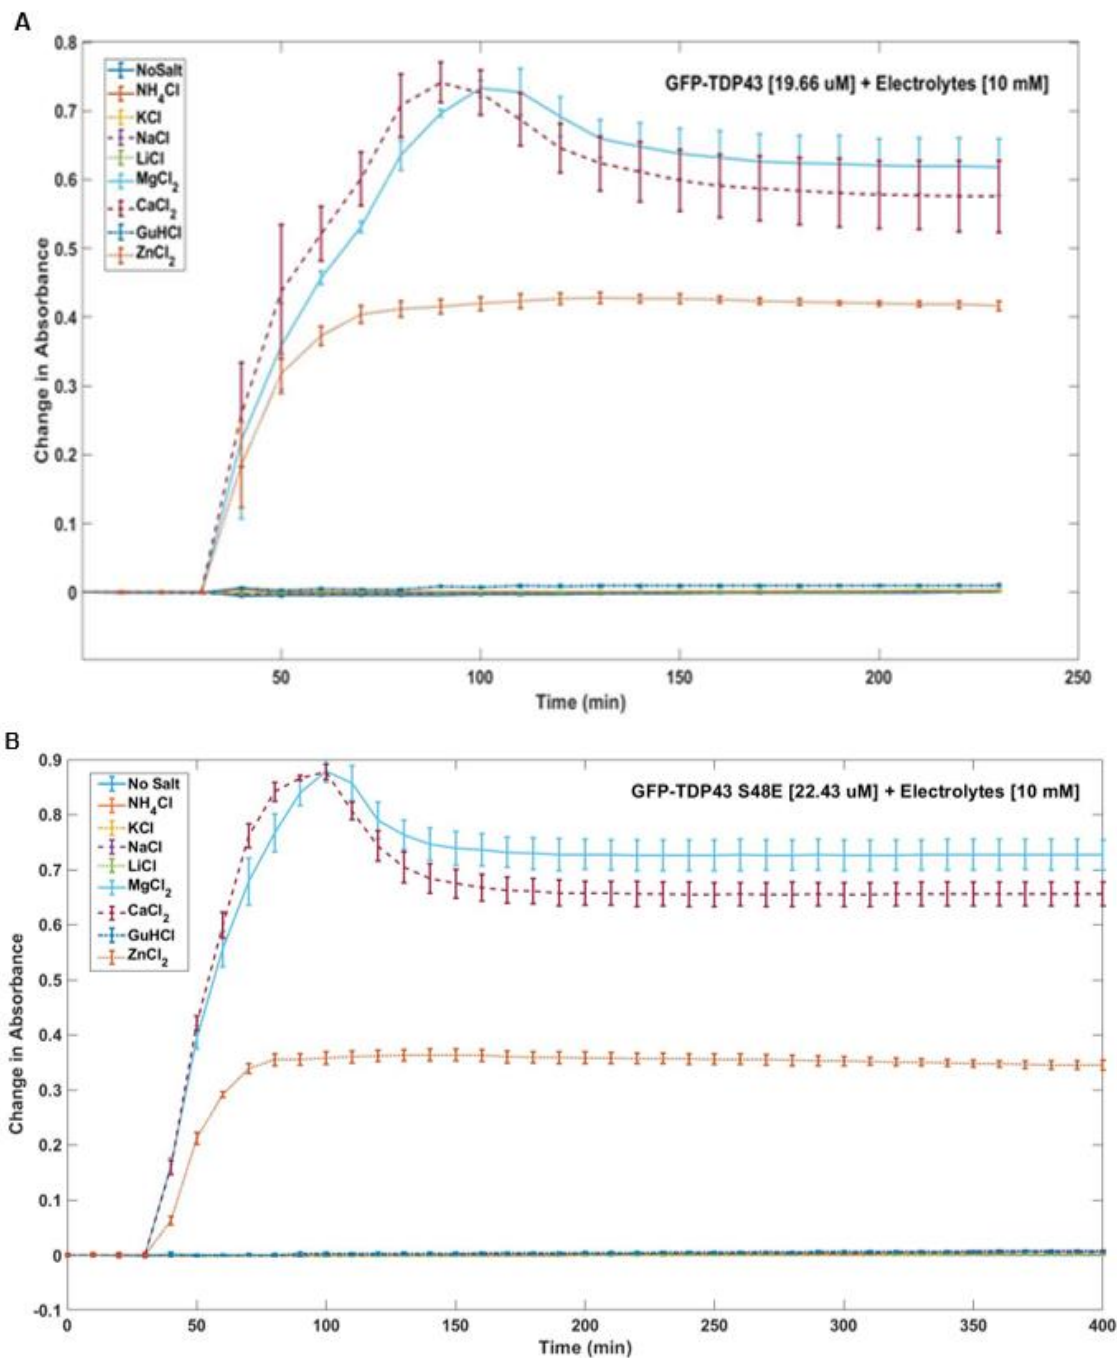 A
0.8
0.7
0.6
0.5
0.4
0.3
0.2
0.1
0
Change in Absorbance
NoSalt
NH4Cl
KCl
NaCl
LiCl
MgCl2
CaCl2
GuHCl
ZnCl2
GFP-TDP43 [19.66 uM] + Electrolytes [10 mM]
50 100 150 200 250
Time (min)
B
0.9
0.8
0.7
0.6
0.5
0.4
0.3
0.2
0.1
0
-0.1
Change in Absorbance
No Salt
NH4Cl
KCl
NaCl
LiCl
MgCl2
CaCl2
GuHCl
ZnCl2
GFP-TDP43 S48E [22.43 uM] + Electrolytes [10 mM]
0 50 100 150 200 250 300 350 400
Time (min)